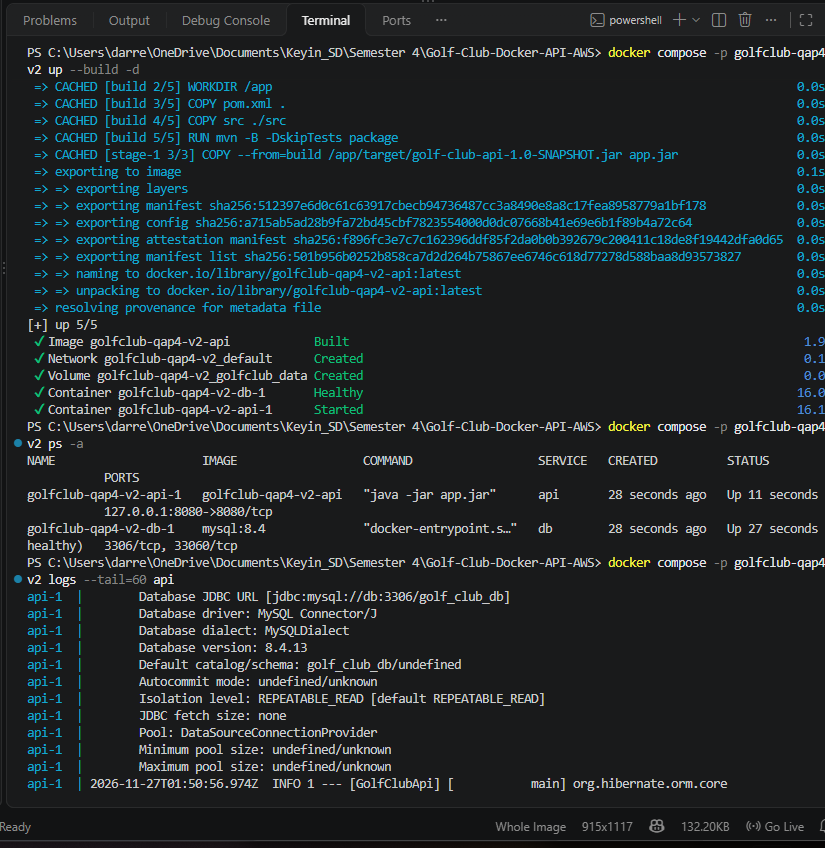 Problems Output Debug Console Terminal Ports ··· powershell ···
PS C:\Users\darre\OneDrive\Documents\Keyin_SD\Semester 4\Golf-Club-Docker-API-AWS> docker compose -p golfclub-qap4
v2 up --build -d
=> CACHED [build 2/5] WORKDIR /app 0.0s
=> CACHED [build 3/5] COPY pom.xml . 0.0s
=> CACHED [build 4/5] COPY src ./src 0.0s
=> CACHED [build 5/5] RUN mvn -B -DskipTests package 0.0s
=> CACHED [stage-1 3/3] COPY --from=build /app/target/golf-club-api-1.0-SNAPSHOT.jar app.jar 0.0s
=> exporting to image 0.1s
=> => exporting layers 0.0s
=> => exporting manifest sha256:512397e6d0c61c63917cbecb94736487cc3a8490e8a8c17fea8958779a1bf178 0.0s
=> => exporting config sha256:a715ab5ad28b9fa72bd45cbf7823554000d0dc07668b41e69e6b1f89b4a72c64 0.0s
=> => exporting attestation manifest sha256:f896fc3e7c7c162396ddf85f2da0b0b392679c200411c18de8f19442dfa0d65 0.0s
=> => exporting manifest list sha256:501b956b0252b858ca7d2d264b75867ee6746c618d77278d588baa8d93573827 0.0s
=> => naming to docker.io/library/golfclub-qap4-v2-api:latest 0.0s
=> => unpacking to docker.io/library/golfclub-qap4-v2-api:latest 0.0s
=> resolving provenance for metadata file 0.0s
[+] up 5/5
✓ Image golfclub-qap4-v2-api Built 1.9
✓ Network golfclub-qap4-v2_default Created 0.1
✓ Volume golfclub-qap4-v2_golfclub_data Created 0.0
✓ Container golfclub-qap4-v2-db-1 Healthy 16.0
✓ Container golfclub-qap4-v2-api-1 Started 16.1
PS C:\Users\darre\OneDrive\Documents\Keyin_SD\Semester 4\Golf-Club-Docker-API-AWS> docker compose -p golfclub-qap4
v2 ps -a
NAME IMAGE COMMAND SERVICE CREATED STATUS
PORTS
golfclub-qap4-v2-api-1 golfclub-qap4-v2-api "java -jar app.jar" api 28 seconds ago Up 11 seconds
127.0.0.1:8080->8080/tcp
golfclub-qap4-v2-db-1 mysql:8.4 "docker-entrypoint.s…" db 28 seconds ago Up 27 seconds
healthy) 3306/tcp, 33060/tcp
PS C:\Users\darre\OneDrive\Documents\Keyin_SD\Semester 4\Golf-Club-Docker-API-AWS> docker compose -p golfclub-qap4
v2 logs --tail=60 api
api-1 | Database JDBC URL [jdbc:mysql://db:3306/golf_club_db]
api-1 | Database driver: MySQL Connector/J
api-1 | Database dialect: MySQLDialect
api-1 | Database version: 8.4.13
api-1 | Default catalog/schema: golf_club_db/undefined
api-1 | Autocommit mode: undefined/unknown
api-1 | Isolation level: REPEATABLE_READ [default REPEATABLE_READ]
api-1 | JDBC fetch size: none
api-1 | Pool: DataSourceConnectionProvider
api-1 | Minimum pool size: undefined/unknown
api-1 | Maximum pool size: undefined/unknown
api-1 | 2026-11-27T01:50:56.974Z INFO 1 --- [GolfClubApi] [ main] org.hibernate.orm.core
Ready Whole Image 915x1117 132.20KB Go Live